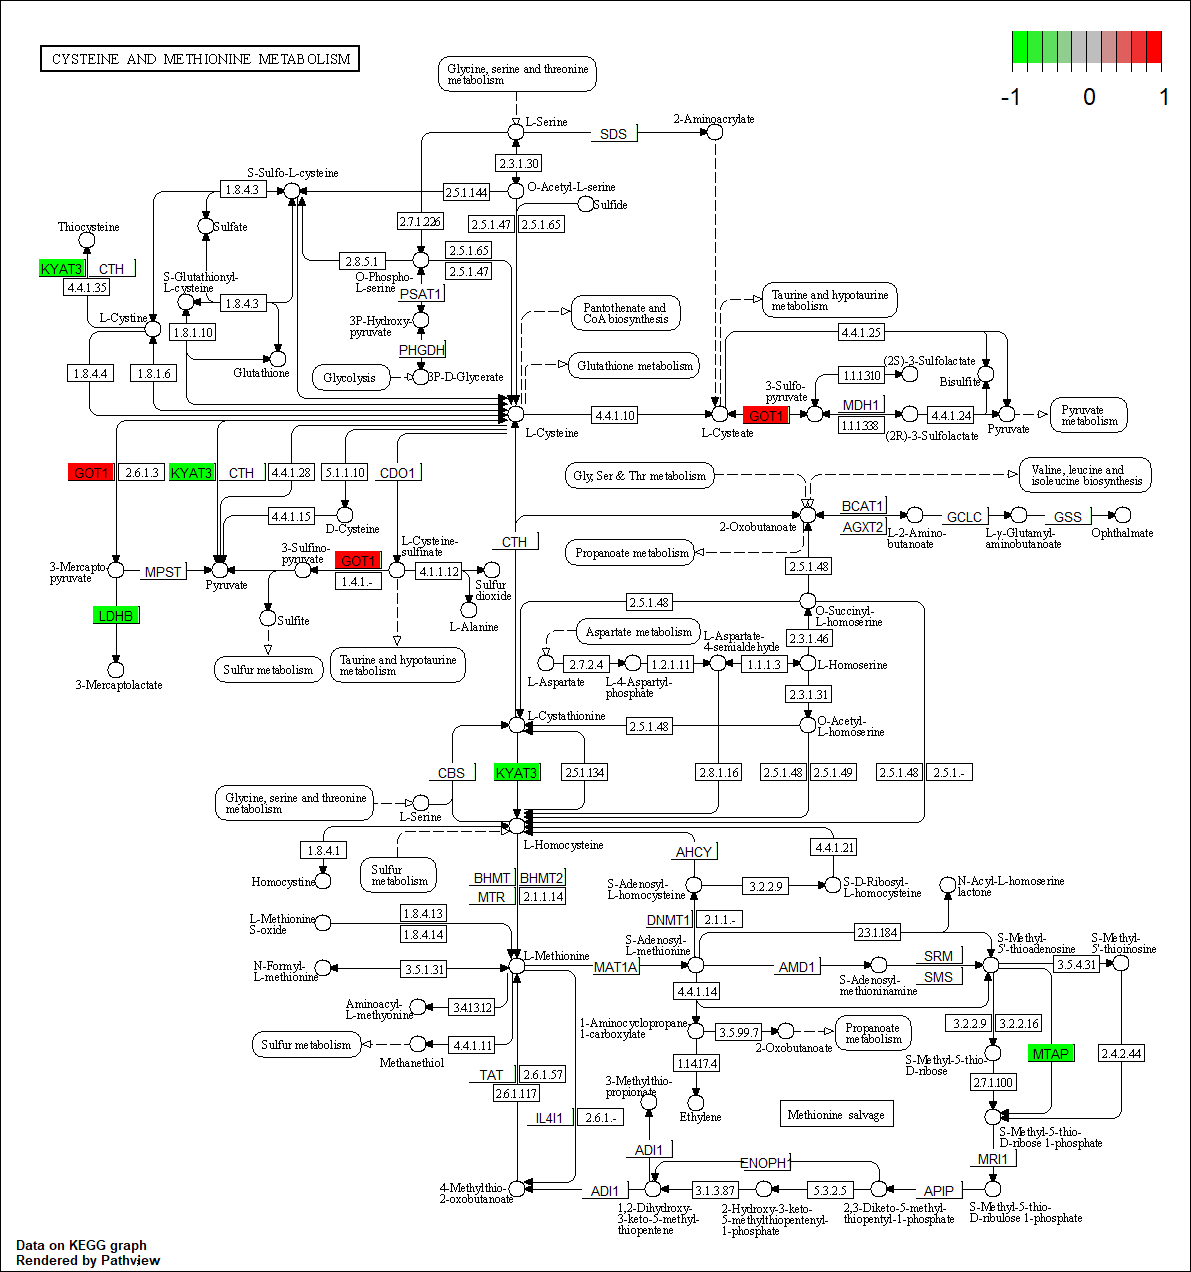 CYSTEINE AND METHIONINE METABOLISM
-1
0
1
Glycine, serine and threonine
metabolism
L-Serine
SDS
2-Aminoacrylate
2.3.1.30
S-Sulfo-L-cysteine
1.8.4.3
2.5.1.144
O-Acetyl-L-serine
Sulfide
Thiocysteine
Sulfate
2.7.1.226
2.5.1.47
2.5.1.65
KYAT3
CTH
4.4.1.35
S-Glutathionyl-
L-cysteine
2.8.5.1
2.5.1.65
2.5.1.47
O-Phospho-
L-serine
PSAT1
1.8.4.3
L-Cystine
1.8.1.10
3P-Hydroxy-
pyruvate
Pantothenate and
CoA biosynthesis
Taurine and hypotaurine
metabolism
4.4.1.25
PHGDH
1.8.4.4
1.8.1.6
Glutathione
Glycolysis
3P-D-Glycerate
Glutathione metabolism
(2S)-3-Sulfolactate
1.1.1.310
Bisulfite
3-Sulfo-
pyruvate
L-Cysteine
4.4.1.10
L-Cysteate
GOT1
MDH1
1.1.1.338
(2R)-3-Sulfolactate
4.4.1.24
Pyruvate
Pyruvate
metabolism
GOT1
2.6.1.3
KYAT3
CTH
4.4.1.28
5.1.1.10
CDO1
Gly, Ser & Thr metabolism
Valine, leucine and
isoleucine biosynthesis
4.4.1.15
D-Cysteine
2-Oxobutanoate
BCAT1
AGXT2
L-2-Amino-
butanoate
GCLC
L-γ-Glutamyl-
aminobutanoate
GSS
Ophthalmate
CTH
Propanoate metabolism
3-Mercapto-
pyruvate
MPST
Pyruvate
3-Sulfino-
pyruvate
GOT1
1.4.1.-
L-Cysteine-
sulfinate
4.1.1.12
Sulfur
dioxide
2.5.1.48
LDHB
Sulfite
L-Alanine
2.5.1.48
O-Succinyl-
L-homoserine
Aspartate metabolism
L-Aspartate-
4-semialdehyde
2.3.1.46
3-Mercaptolactate
Sulfur metabolism
Taurine and hypotaurine
metabolism
L-Aspartate
2.7.2.4
L-4-Aspartyl-
phosphate
1.2.1.11
1.1.1.3
L-Homoserine
2.3.1.31
L-Cystathionine
2.5.1.48
O-Acetyl-
L-homoserine
CBS
KYAT3
2.5.1.134
2.8.1.16
2.5.1.48
2.5.1.49
2.5.1.48
2.5.1.-
Glycine, serine and threonine
metabolism
L-Serine
L-Homocysteine
1.8.4.1
AHCY
4.4.1.21
Homocystine
Sulfur
metabolism
BHMT
BHMT2
MTR
2.1.1.14
S-Adenosyl-
L-homocysteine
3.2.2.9
S-D-Ribosyl-
L-homocysteine
N-Acyl-L-homoserine
lactone
L-Methionine
S-oxide
1.8.4.13
1.8.4.14
DNMT1
2.1.1.-
2.3.1.184
L-Methionine
S-Adenosyl-
L-methionine
S-Methyl-
5'-thioadenosine
S-Methyl-
5'-thioinosine
N-Formyl-
L-methionine
3.5.1.31
MAT1A
AMD1
S-Adenosyl-
methioninamine
SRM
SMS
3.5.4.31
Aminoacyl-
L-methyonine
3.4.13.12
4.4.1.14
Sulfur metabolism
Methanethiol
4.4.1.11
1-Aminocyclopropane
1-carboxylate
3.5.99.7
2-Oxobutanoate
Propanoate
metabolism
3.2.2.9
3.2.2.16
S-Methyl-5-thio-
D-ribose
MTAP
2.4.2.44
TAT
2.6.1.57
2.6.1.117
1.14.17.4
3-Methylthio-
propionate
2.7.1.100
IL4I1
2.6.1.-
Ethylene
Methionine salvage
S-Methyl-5-thio-
D-ribose 1-phosphate
ADI1
ENOPH1
MRI1
4-Methylthio-
2-oxobutanoate
ADI1
1,2-Dihydroxy-
3-keto-5-methyl-
thiopentene
3.1.3.87
2-Hydroxy-3-keto-
5-methylthiopentenyl-
1-phosphate
5.3.2.5
2,3-Diketo-5-methyl-
thiopentyl-1-phosphate
APIP
S-Methyl-5-thio-
D-ribulose 1-phosphate
Data on KEGG graph
Rendered by Pathview